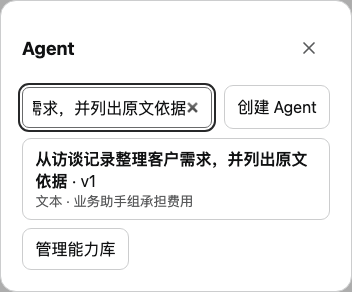 Agent
需求，并列出原文依据
创建 Agent
从访谈记录整理客户需求，并列出原文
依据 · v1
文本 · 业务助手组承担费用
管理能力库